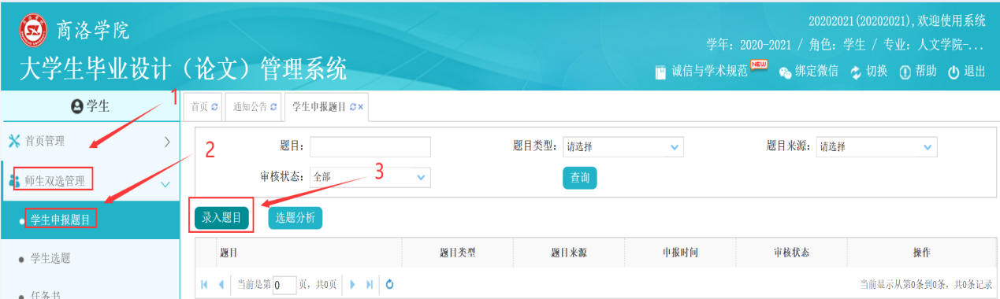 商洛学院
大学生毕业设计（论文）管理系统
20202021(20202021),欢迎使用系统
学年：2020-2021 / 角色：学生 / 专业：人文学院-...
诚信与学术规范 NEW 绑定微信 切换 帮助 退出
学生
首页管理
师生双选管理
学生申报题目
学生选题
任务书
1
2
3
首页 通知公告 学生申报题目
题目： 题目类型：请选择 题目来源：请选择
审核状态：全部 查询
录入题目 选题分析
题目 题目类型 题目来源 申报时间 审核状态 操作
当前是第0页，共0页 当前显示从第0条到0条，共0条记录